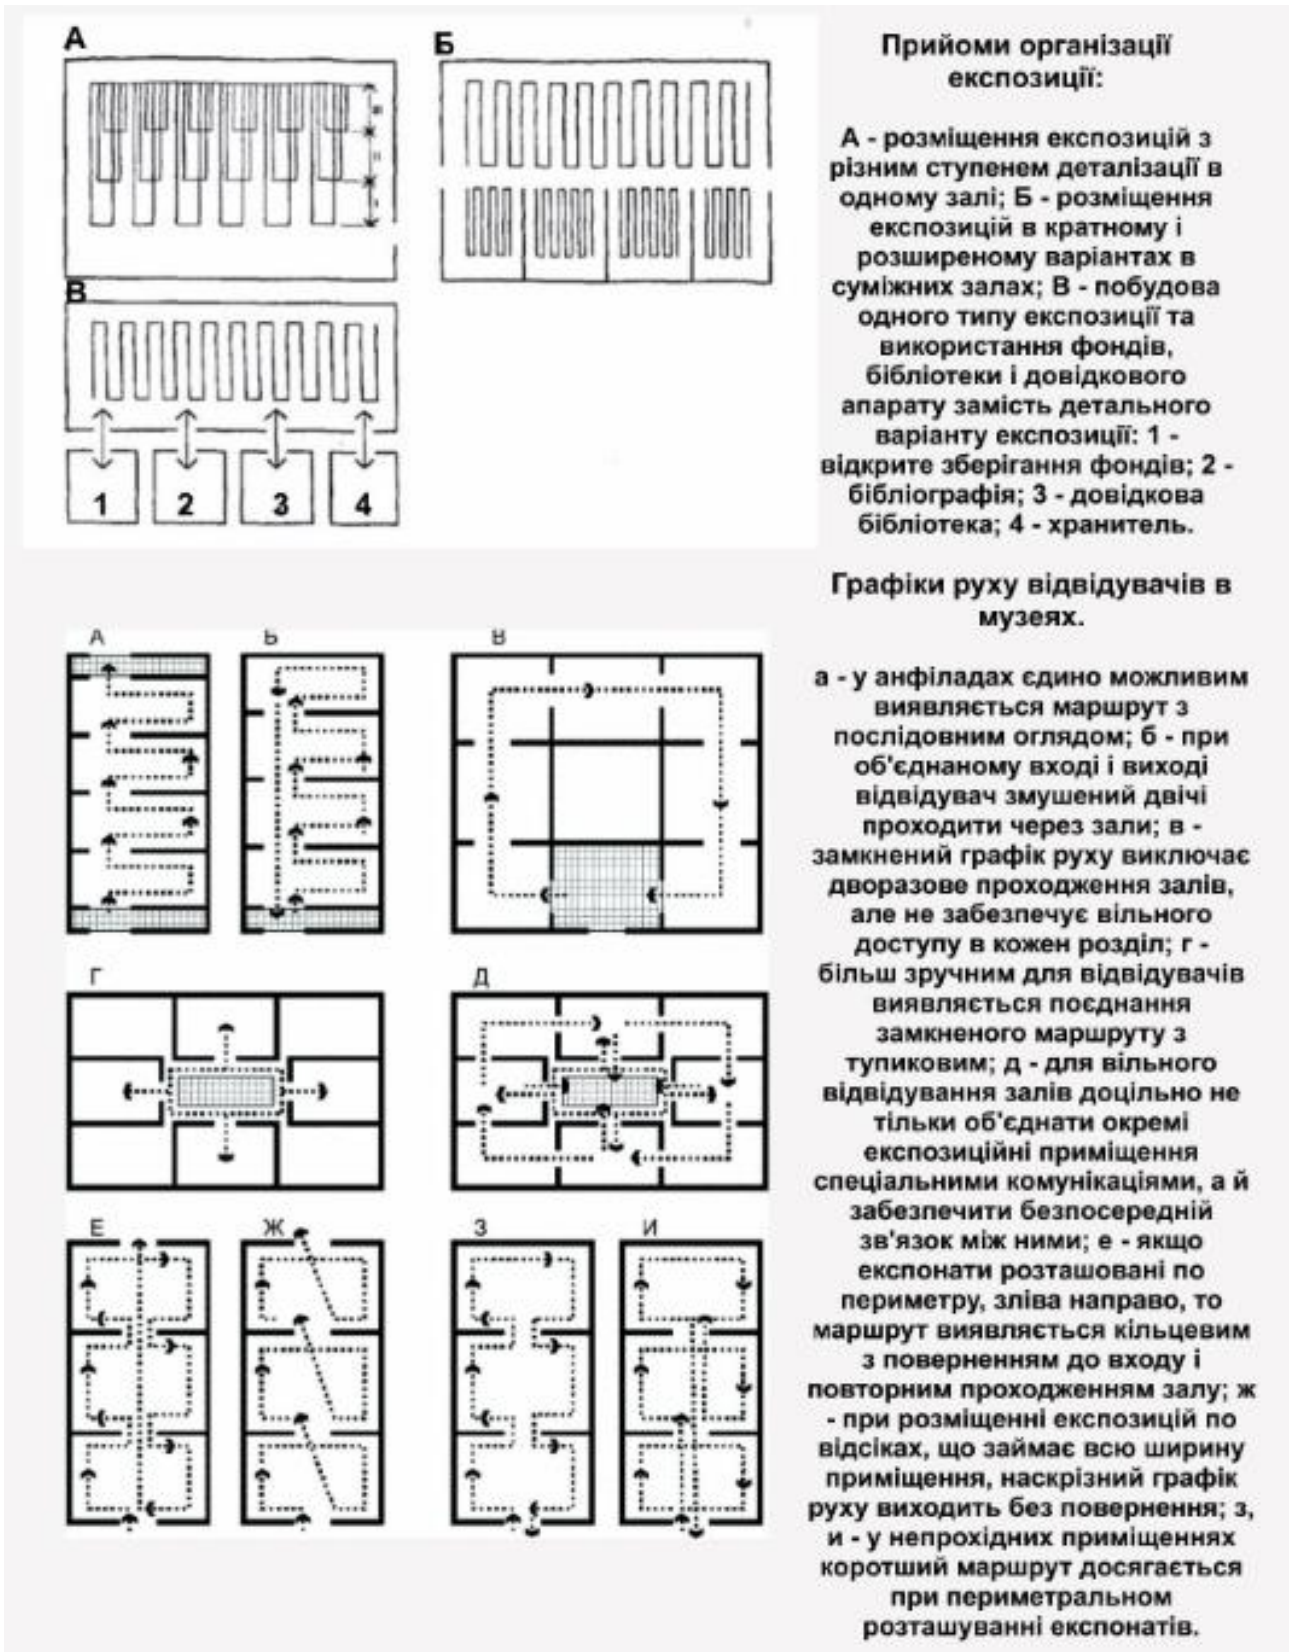 А
Б
В
1
2
3
4
Прийоми організації
експозиції:
А - розміщення експозицій з
різним ступенем деталізації в
одному залі; Б - розміщення
експозицій в кратному і
розширеному варіантах в
суміжних залах; В - побудова
одного типу експозиції та
використання фондів,
бібліотеки і довідкового
апарату замість детального
варіанту експозиції: 1 -
відкрите зберігання фондів; 2 -
бібліографія; 3 - довідкова
бібліотека; 4 - хранитель.
Графіки руху відвідувачів в
музеях.
А
Б
В
Г
Д
Е
Ж
З
И
а - у анфіладах єдино можливим
виявляється маршрут з
послідовним оглядом; б - при
об'єднаному вході і виході
відвідувач змушений двічі
проходити через зали; в -
замкнений графік руху виключає
дворазове проходження залів,
але не забезпечує вільного
доступу в кожен розділ; г -
більш зручним для відвідувачів
виявляється поєднання
замкненого маршруту з
тупиковим; д - для вільного
відвідування залів доцільно не
тільки об'єднати окремі
експозиційні приміщення
спеціальними комунікаціями, а й
забезпечити безпосередній
зв'язок між ними; е - якщо
експонати розташовані по
периметру, зліва направо, то
маршрут виявляється кільцевим
з поверненням до входу і
повторним проходженням залу; ж
- при розміщенні експозицій по
відсіках, що займає всю ширину
приміщення, наскрізний графік
руху виходить без повернення; з,
и - у непрохідних приміщеннях
коротший маршрут досягається
при периметральном
розташуванні експонатів.